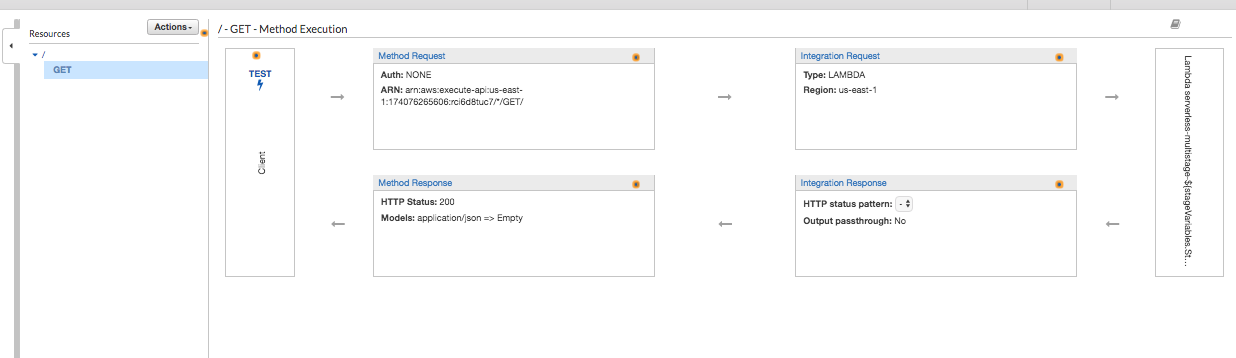 Resources
Actions
/ - GET - Method Execution
/
GET
TEST
Client
Method Request
Auth: NONE
ARN: arn:aws:execute-api:us-east-
1:174076265606:rci6d8tuc7/*/GET/
Integration Request
Type: LAMBDA
Region: us-east-1
Lambda serverless-multistage-${stageVariables.St...
Method Response
HTTP Status: 200
Models: application/json => Empty
Integration Response
HTTP status pattern: -
Output passthrough: No